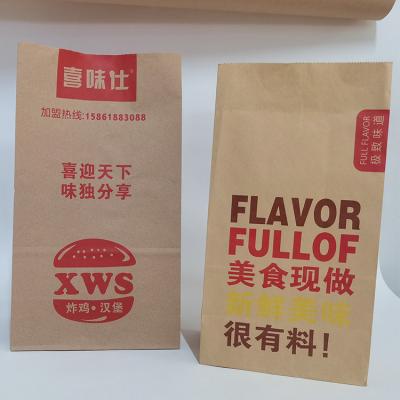 喜味仕
加盟热线:15861883088
喜迎天下
味独分享
XWS
炸鸡·汉堡
FULL FLAVOR
极致味道
FLAVOR
FULLOF
美食现做
新鲜美味
很有料!